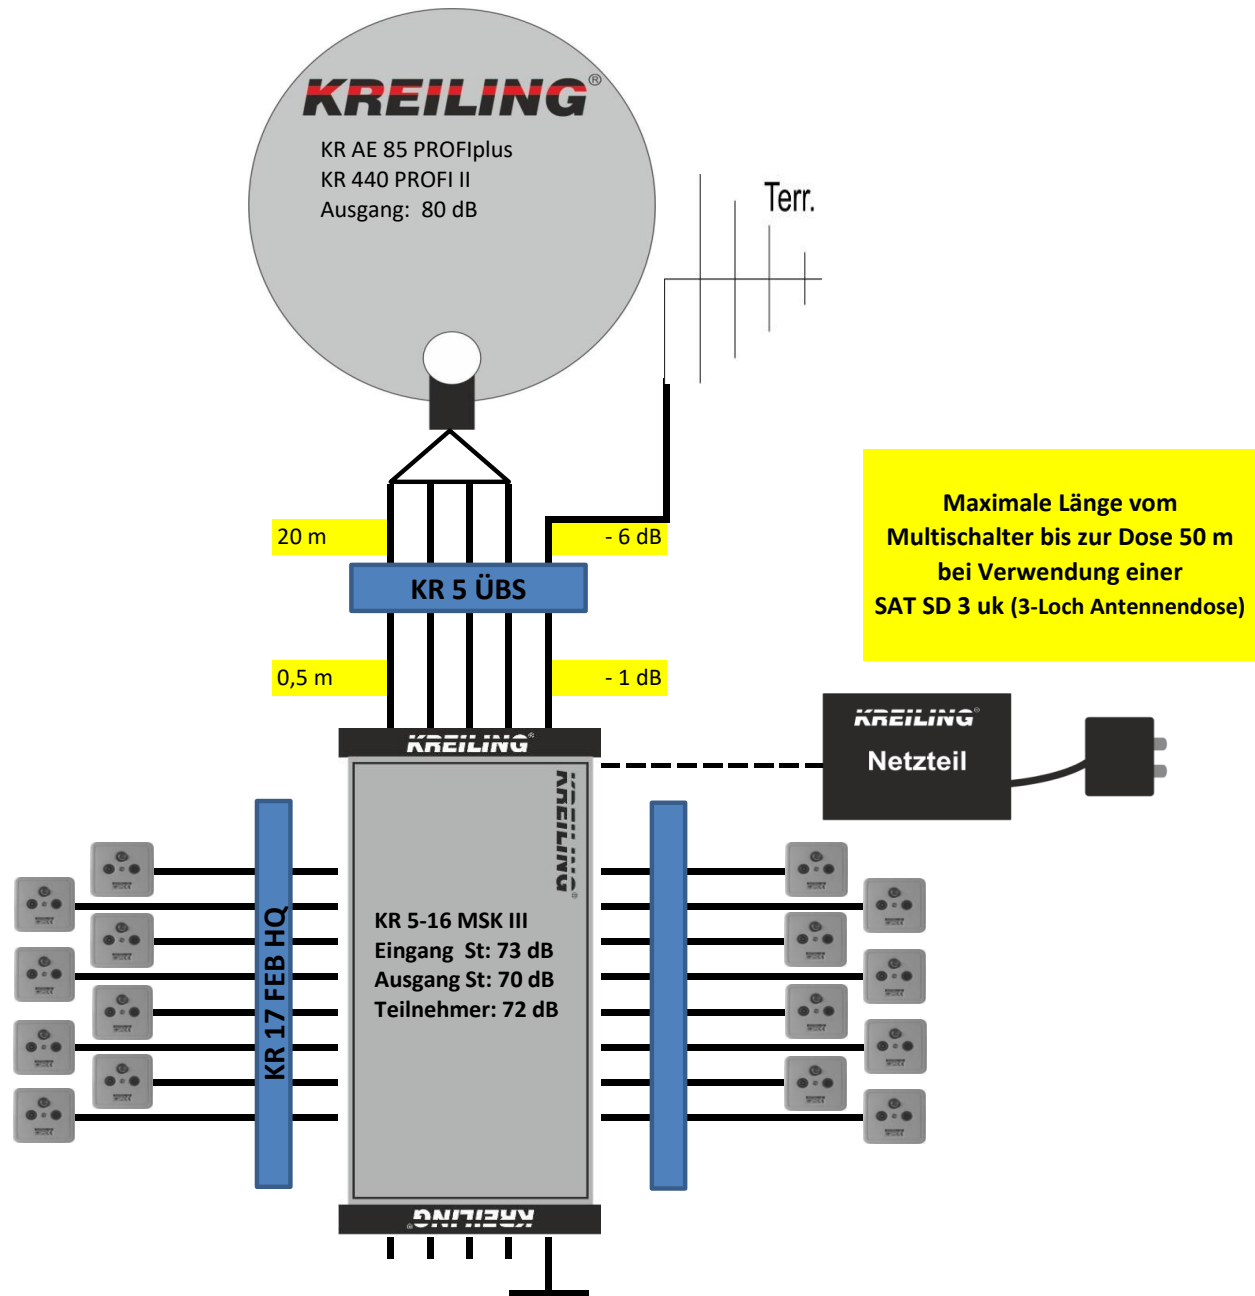 KREILING®
KR AE 85 PROFIplus
KR 440 PROFI II
Ausgang: 80 dB
Terr.
20 m
- 6 dB
KR 5 ÜBS
0,5 m
- 1 dB
Maximale Länge vom
Multischalter bis zur Dose 50 m
bei Verwendung einer
SAT SD 3 uk (3-Loch Antennendose)
KREILING®
KREILING®
Netzteil
KREILING®
KR 17 FEB HQ
KR 5-16 MSK III
Eingang St: 73 dB
Ausgang St: 70 dB
Teilnehmer: 72 dB
KREILING®